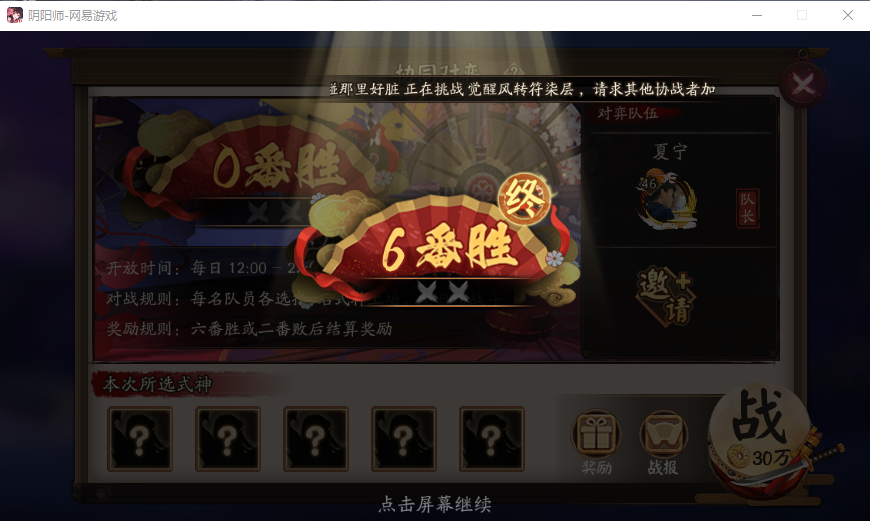 阴阳师-网易游戏
协同对弈 ?
那里好脏 正在挑战 觉醒风转符柒层 ，请求其他协战者加
对弈队伍
0番胜
夏宁
46
队长
终
6番胜
开放时间：每日 12:00 – 2
对战规则：每名队员各选
奖励规则：六番胜或二番败后结算奖励
邀请
本次所选式神
? ? ? ? ?
奖励
战报
战
30万
点击屏幕继续